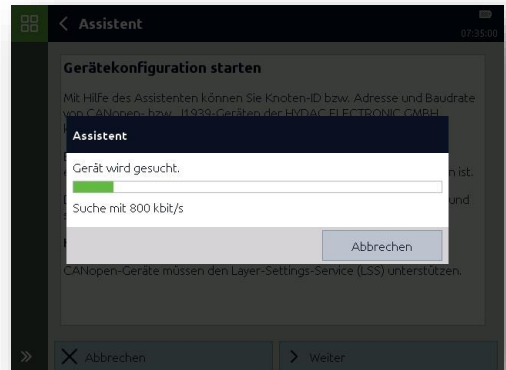 Assistent
07:35:00
Gerätekonfiguration starten
Mit Hilfe des Assistenten können Sie Knoten-ID bzw. Adresse und Baudrate
von CANopen- bzw. J1939-Geräten der HYDAC ELECTRONIC GMBH
Assistent
Gerät wird gesucht.
n ist.
und
Suche mit 800 kbit/s
Abbrechen
CANopen-Geräte müssen den Layer-Settings-Service (LSS) unterstützen.
Abbrechen
Weiter